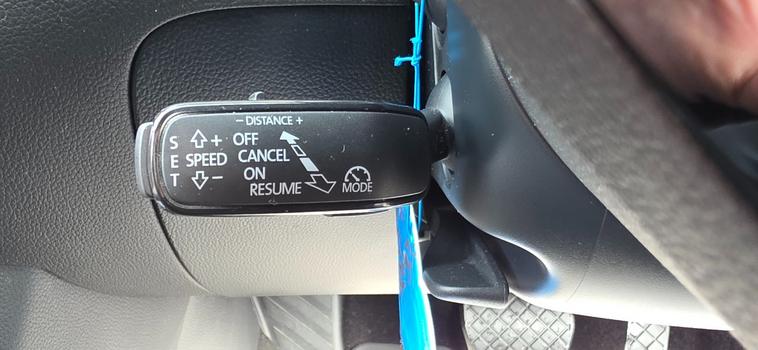 − DISTANCE +
S + OFF
E SPEED CANCEL
T − ON
RESUME MODE